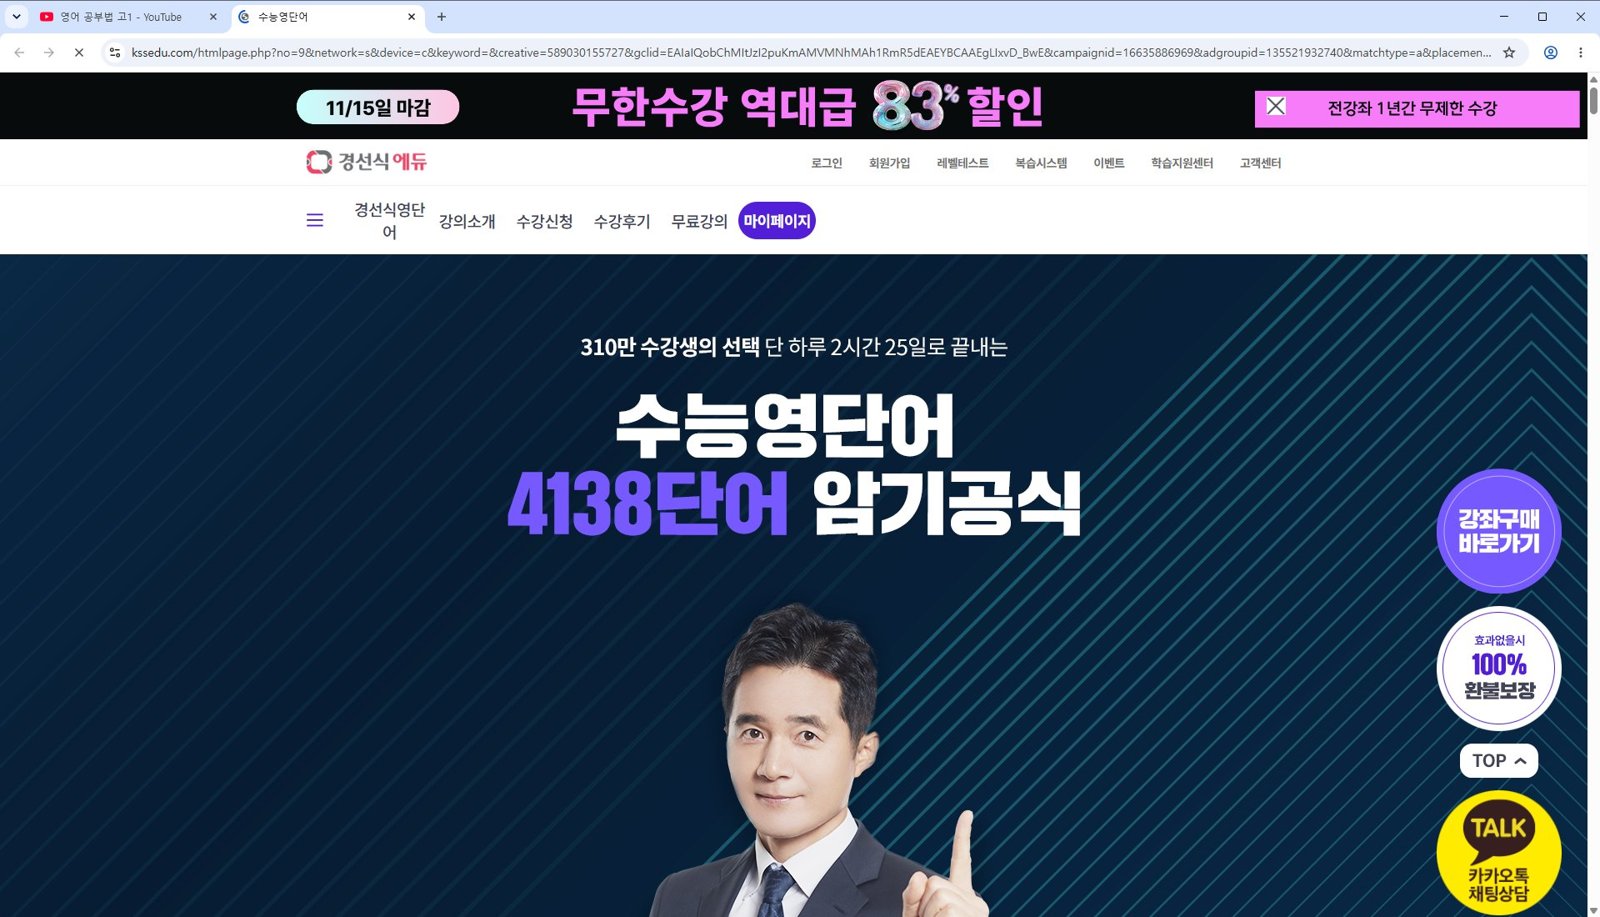 영어 공부법 고1 - YouTube
수능영단어
kssedu.com/htmlpage.php?no=9&network=s&device=c&keyword=&creative=589030155727&gclid=EAIaIQobChMItJzI2puKmAMVMNhMAh1RmR5dEAEYBCAAEgLIxvD_BwE&campaignid=16635886969&adgroupid=135521932740&matchtype=a&placemen...
11/15일 마감
무한수강 역대급 83% 할인
전강좌 1년간 무제한 수강
경선식에듀
로그인 회원가입 레벨테스트 복습시스템 이벤트 학습지원센터 고객센터
경선식영단
어
강의소개 수강신청 수강후기 무료강의 마이페이지
310만 수강생의 선택 단 하루 2시간 25일로 끝내는
수능영단어
4138단어 암기공식
강좌구매
바로가기
효과없을시
100%
환불보장
TOP
TALK
카카오톡
채팅상담